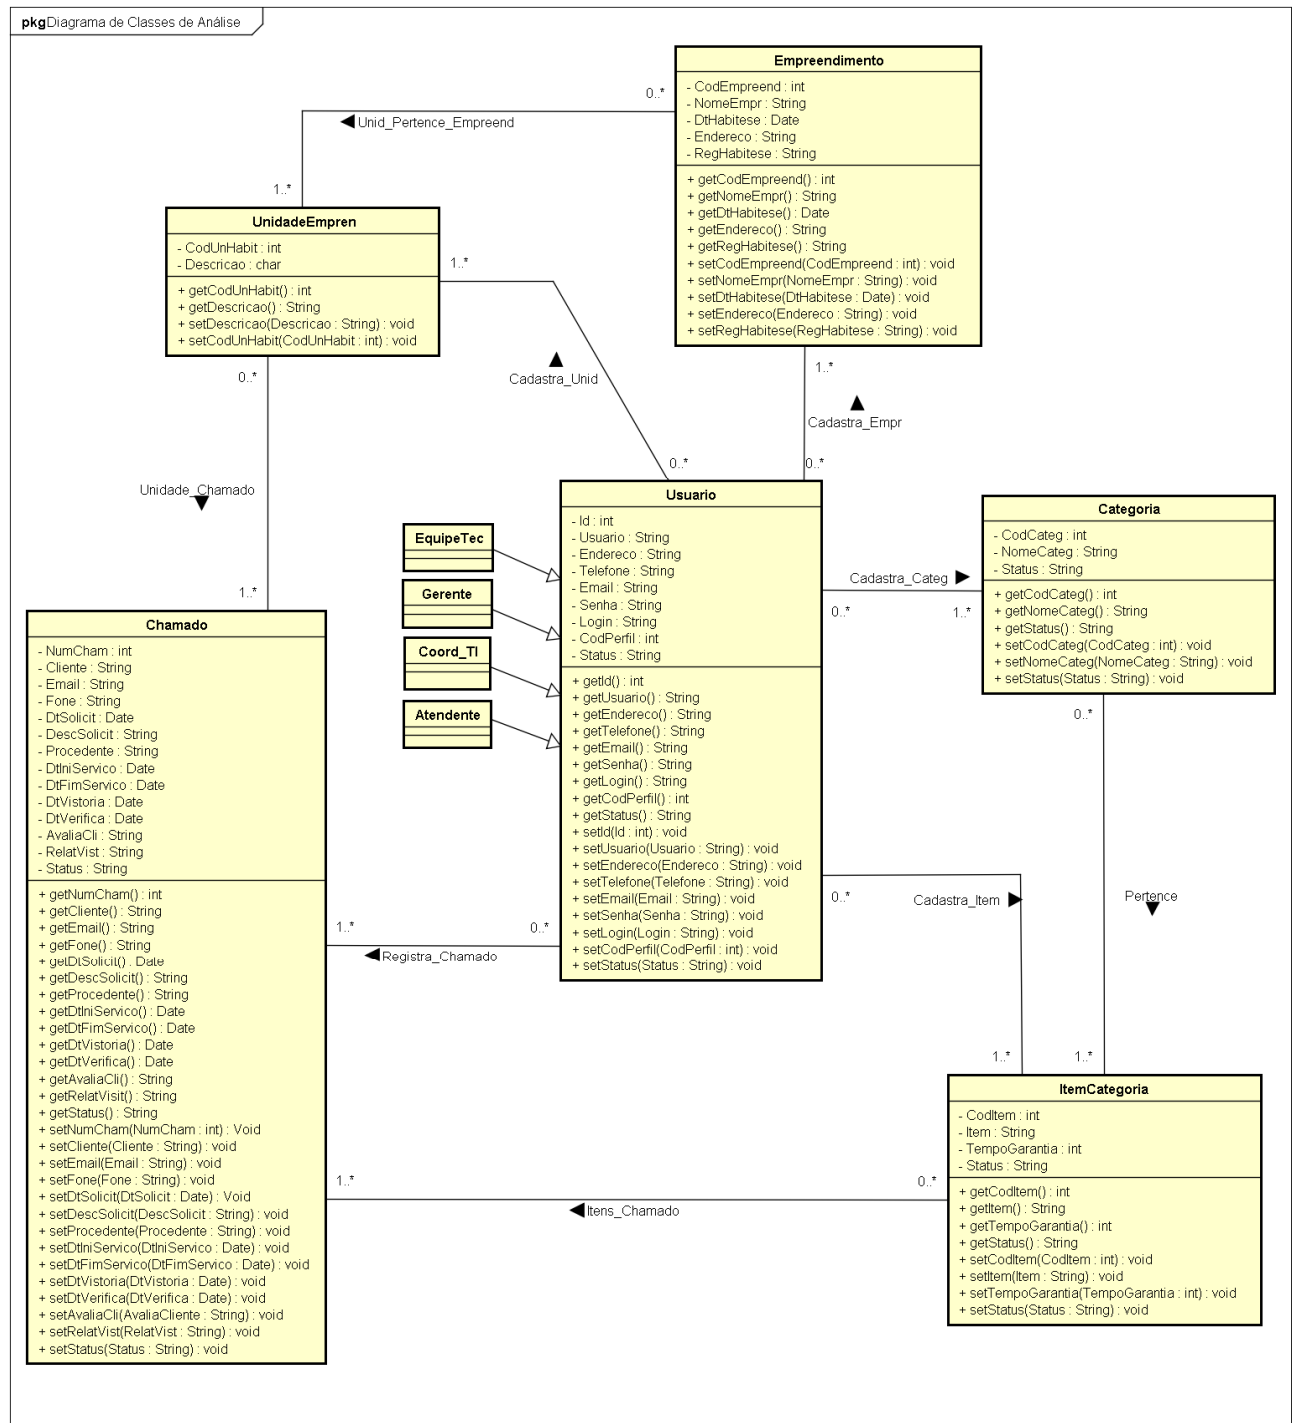 pkg Diagrama de Classes de Análise
Empreendimento
- CodEmpreend : int
- NomeEmpr : String
- DtHabitese : Date
- Endereco : String
- RegHabitese : String
+ getCodEmpreend() : int
+ getNomeEmpr() : String
+ getDtHabitese() : Date
+ getEndereco() : String
+ getRegHabitese() : String
+ setCodEmpreend(CodEmpreend : int) : void
+ setNomeEmpr(NomeEmpr : String) : void
+ setDtHabitese(DtHabitese : Date) : void
+ setEndereco(Endereco : String) : void
+ setRegHabitese(RegHabitese : String) : void
0..*
Unid_Pertence_Empreend
1..*
UnidadeEmpren
- CodUnHabit : int
- Descricao : char
+ getCodUnHabit() : int
+ getDescricao() : String
+ setDescricao(Descricao : String) : void
+ setCodUnHabit(CodUnHabit : int) : void
1..*
Cadastra_Unid
0..*
1..*
Cadastra_Empr
0..*
0..*
Unidade_Chamado
1..*
EquipeTec
Gerente
Coord_TI
Atendente
Usuario
- Id : int
- Usuario : String
- Endereco : String
- Telefone : String
- Email : String
- Senha : String
- Login : String
- CodPerfil : int
- Status : String
+ getId() : int
+ getUsuario() : String
+ getEndereco() : String
+ getTelefone() : String
+ getEmail() : String
+ getSenha() : String
+ getLogin() : String
+ getCodPerfil() : int
+ getStatus() : String
+ setId(Id : int) : void
+ setUsuario(Usuario : String) : void
+ setEndereco(Endereco : String) : void
+ setTelefone(Telefone : String) : void
+ setEmail(Email : String) : void
+ setSenha(Senha : String) : void
+ setLogin(Login : String) : void
+ setCodPerfil(CodPerfil : int) : void
+ setStatus(Status : String) : void
Cadastra_Categ
0..*
1..*
Categoria
- CodCateg : int
- NomeCateg : String
- Status : String
+ getCodCateg() : int
+ getNomeCateg() : String
+ getStatus() : String
+ setCodCateg(CodCateg : int) : void
+ setNomeCateg(NomeCateg : String) : void
+ setStatus(Status : String) : void
0..*
Pertence
1..*
0..*
Cadastra_Item
1..*
Chamado
- NumCham : int
- Cliente : String
- Email : String
- Fone : String
- DtSolicit : Date
- DescSolicit : String
- Procedente : String
- DtIniServico : Date
- DtFimServico : Date
- DtVistoria : Date
- DtVerifica : Date
- AvaliaCli : String
- RelatVist : String
- Status : String
+ getNumCham() : int
+ getCliente() : String
+ getEmail() : String
+ getFone() : String
+ getDtSolicit() : Date
+ getDescSolicit() : String
+ getProcedente() : String
+ getDtIniServico() : Date
+ getDtFimServico() : Date
+ getDtVistoria() : Date
+ getDtVerifica() : Date
+ getAvaliaCli() : String
+ getRelatVisit() : String
+ getStatus() : String
+ setNumCham(NumCham : int) : Void
+ setCliente(Cliente : String) : void
+ setEmail(Email : String) : void
+ setFone(Fone : String) : void
+ setDtSolicit(DtSolicit : Date) : Void
+ setDescSolicit(DescSolicit : String) : void
+ setProcedente(Procedente : String) : void
+ setDtIniServico(DtIniServico : Date) : void
+ setDtFimServico(DtFimServico : Date) : void
+ setDtVistoria(DtVistoria : Date) : void
+ setDtVerifica(DtVerifica : Date) : void
+ setAvaliaCli(AvaliaCliente : String) : void
+ setRelatVist(RelatVist : String) : void
+ setStatus(Status : String) : void
1..*
0..*
Registra_Chamado
1..*
0..*
Itens_Chamado
ItemCategoria
- CodItem : int
- Item : String
- TempoGarantia : int
- Status : String
+ getCodItem() : int
+ getItem() : String
+ getTempoGarantia() : int
+ getStatus() : String
+ setCodItem(CodItem : int) : void
+ setItem(Item : String) : void
+ setTempoGarantia(TempoGarantia : int) : void
+ setStatus(Status : String) : void